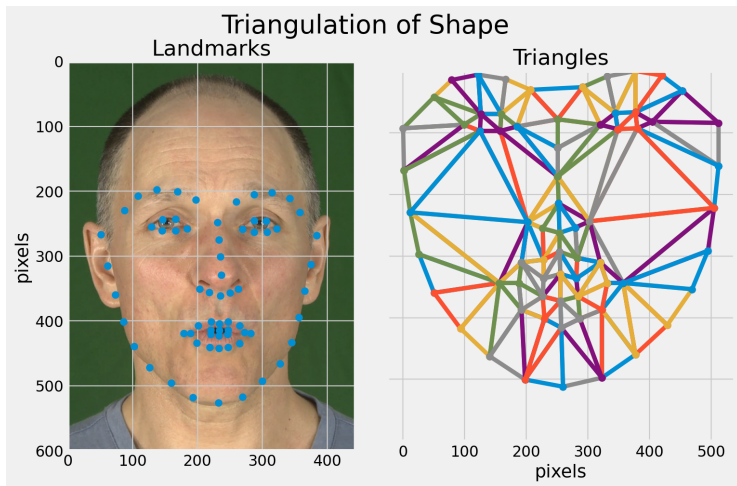 Triangulation of Shape
Landmarks
Triangles
0
100
200
300
400
500
600
pixels
0 100 200 300 400
0 100 200 300 400 500
pixels